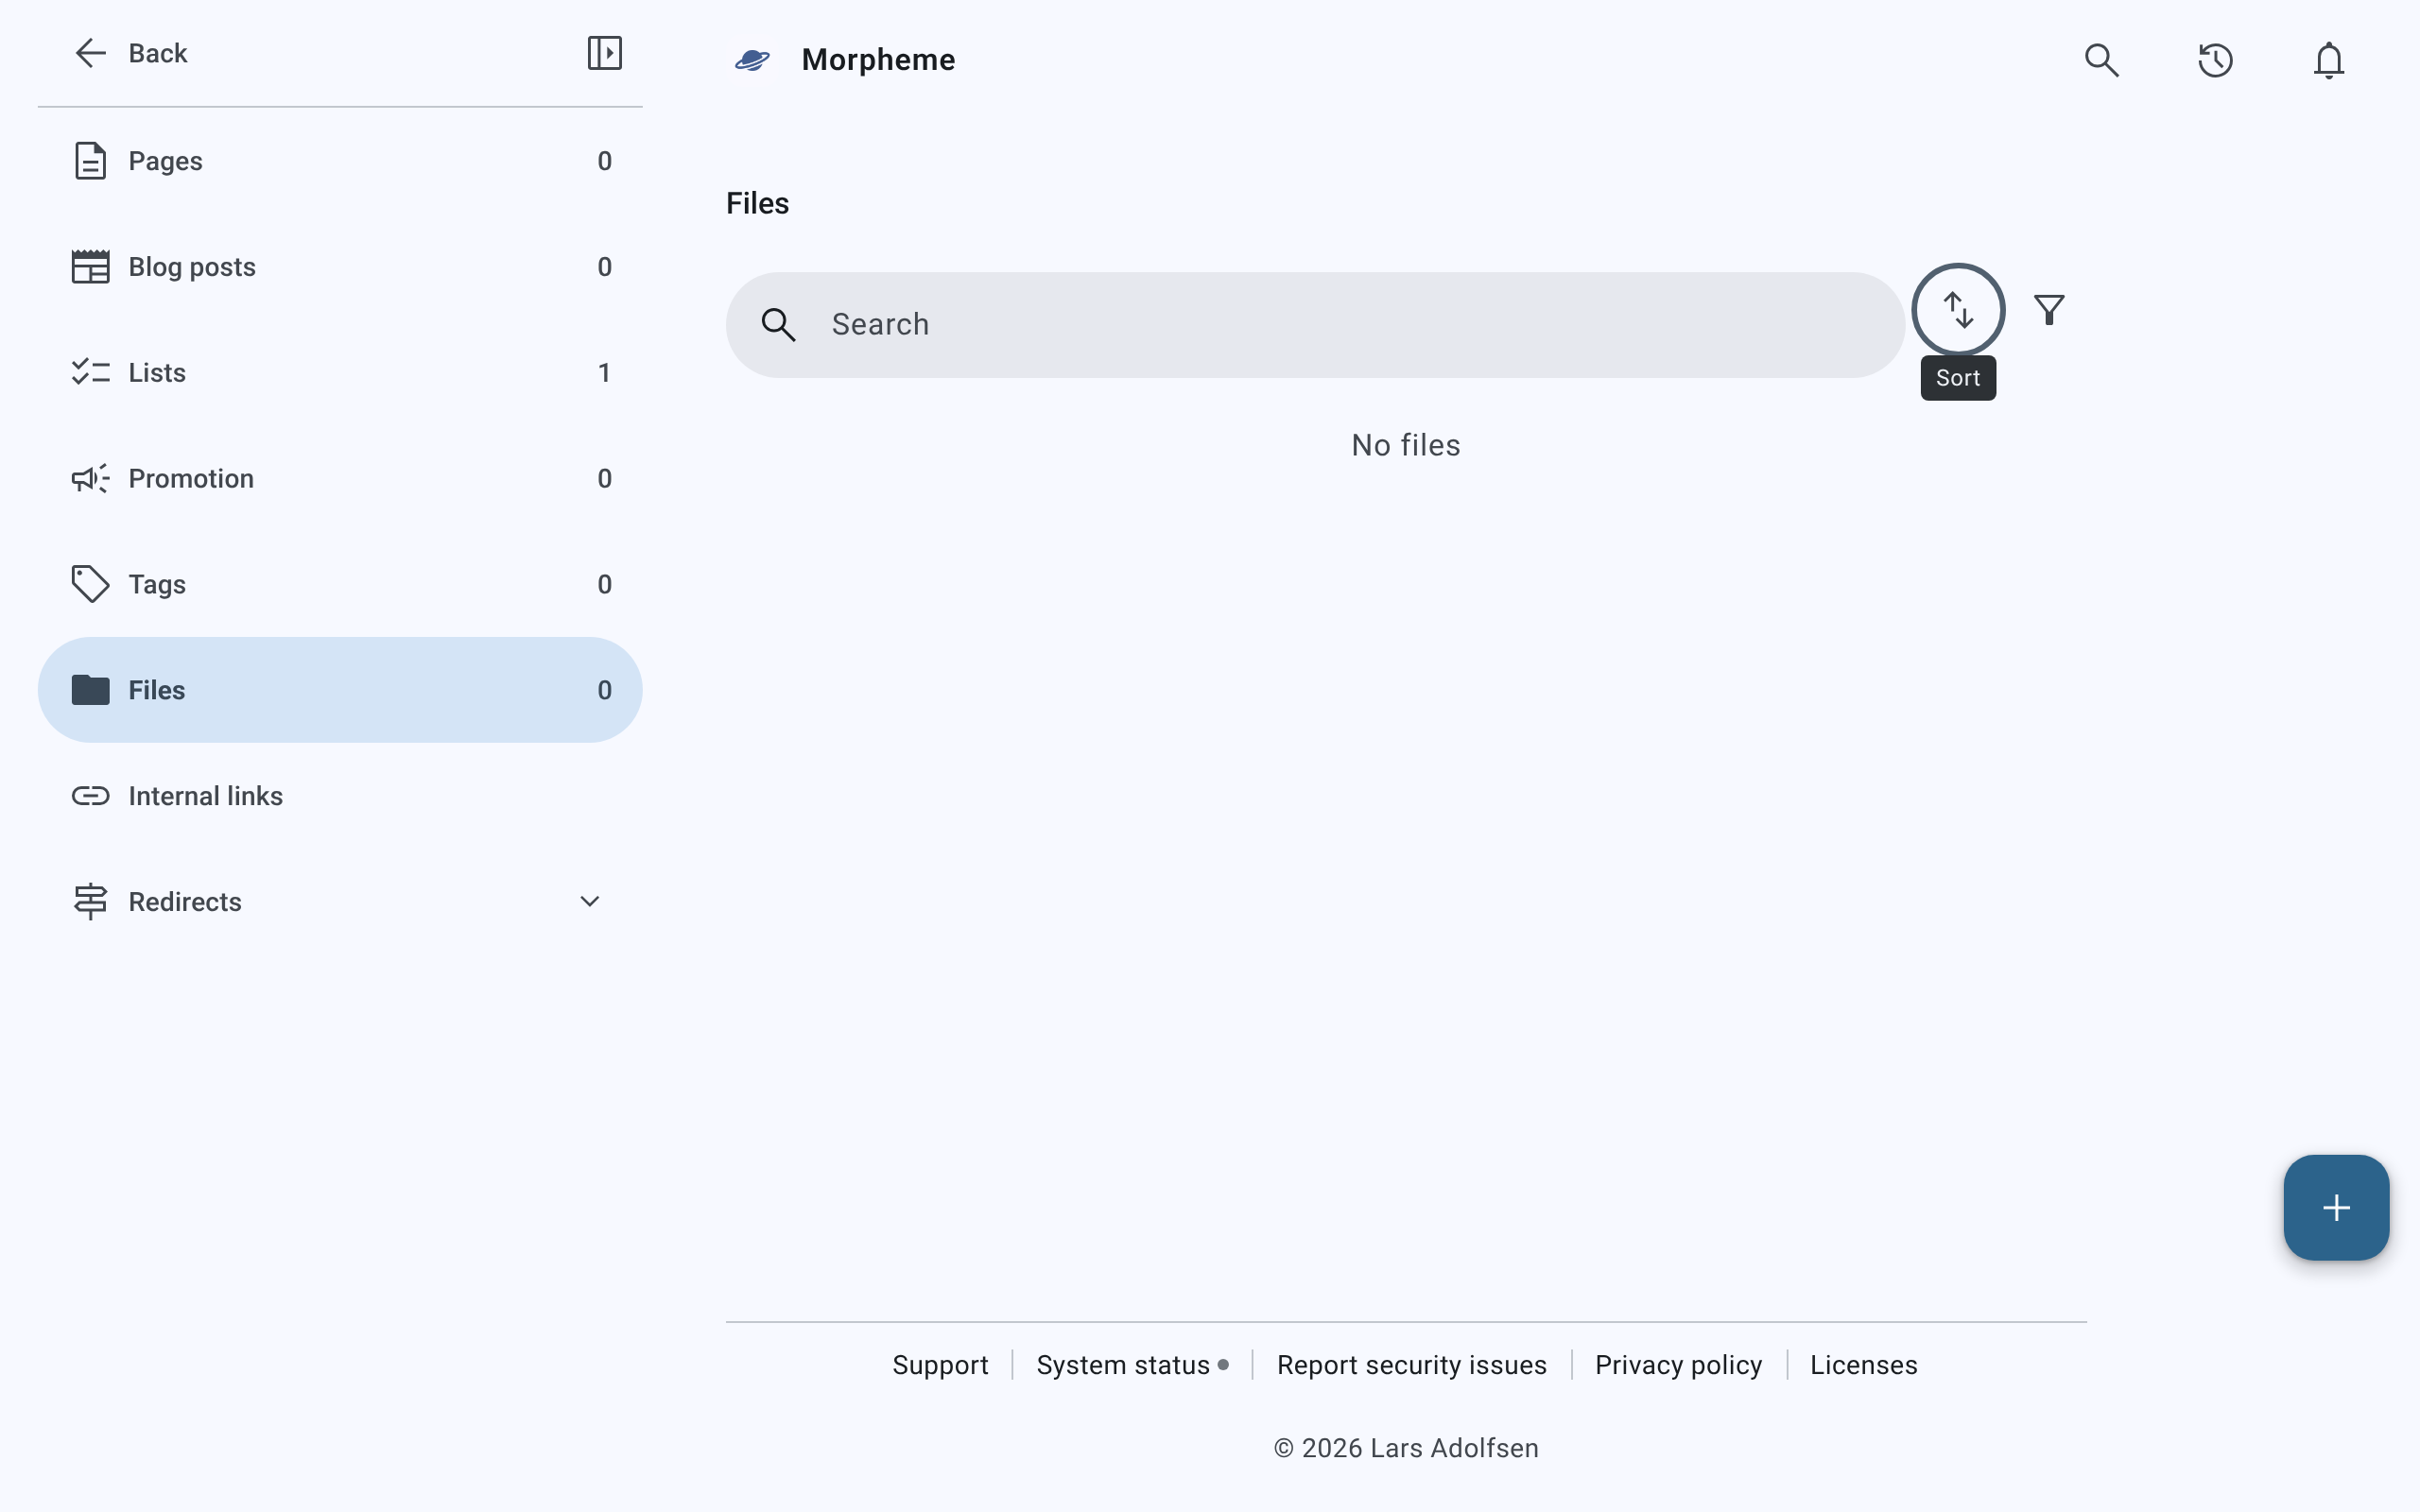 Back
Pages 0
Blog posts 0
Lists 1
Promotion 0
Tags 0
Files 0
Internal links
Redirects
Morpheme
Files
Search
Sort
No files
Support
System status
Report security issues
Privacy policy
Licenses
© 2026 Lars Adolfsen